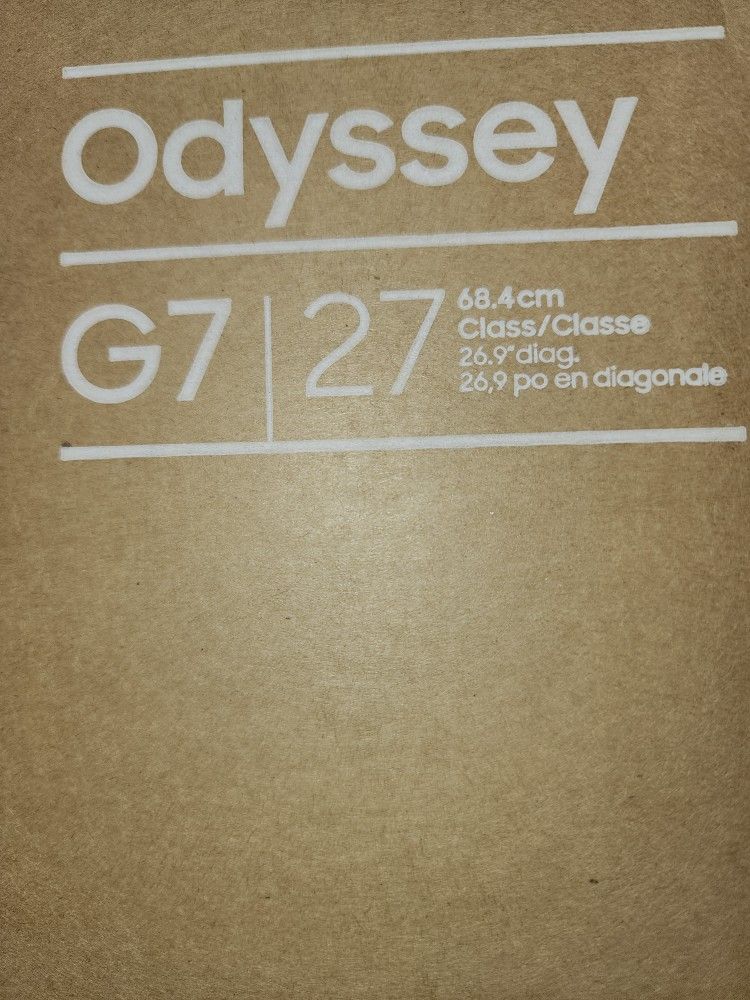 Odyssey
G7 27
68.4cm
Class/Classe
26.9"diag.
26,9 po en diagonale